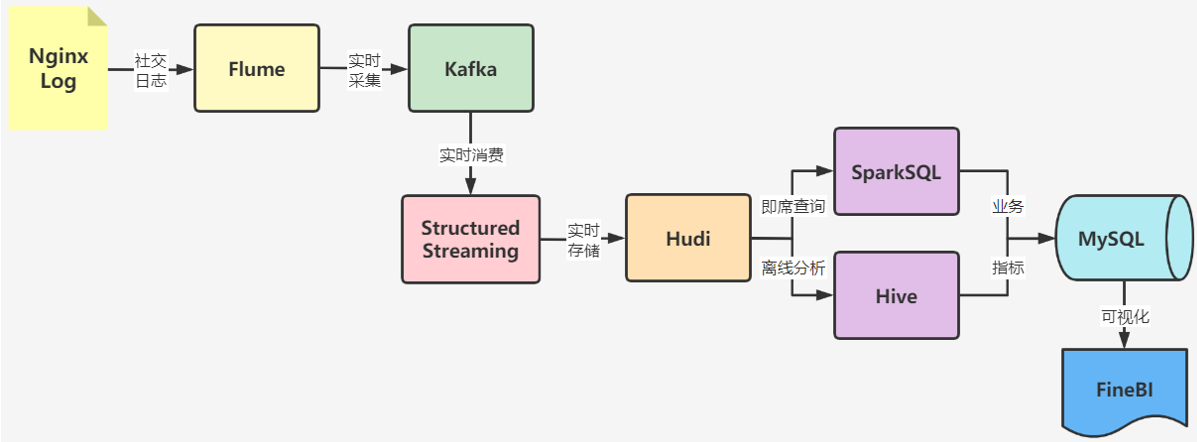 Nginx
Log
社交
日志
Flume
实时
采集
Kafka
实时消费
Structured
Streaming
实时
存储
Hudi
即席查询
离线分析
SparkSQL
Hive
业务
指标
MySQL
可视化
FineBI